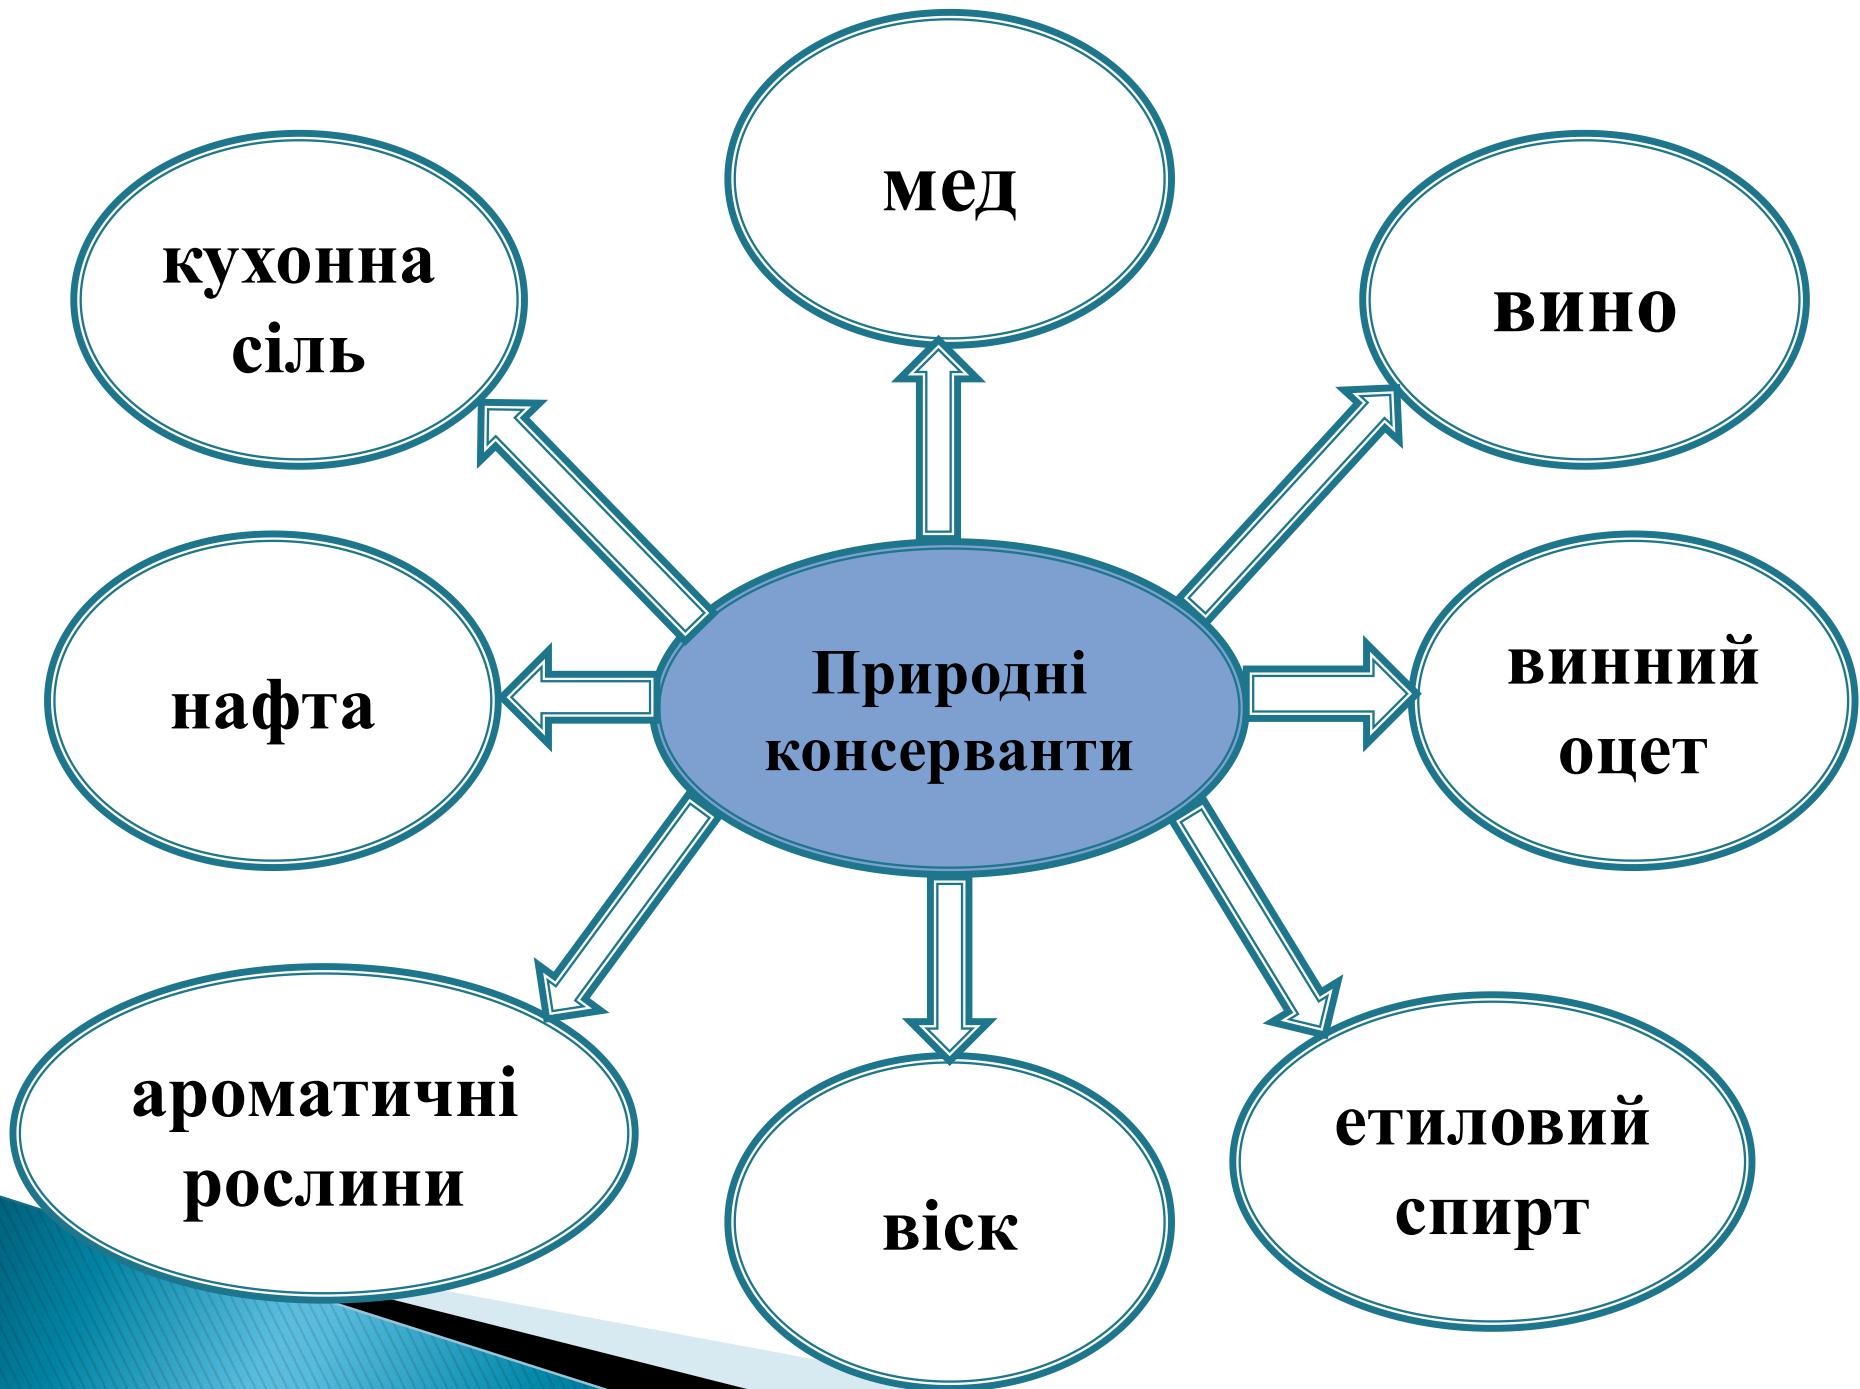 мед
кухонна
сіль
вино
нафта
Природні
консерванти
винний
оцет
ароматичні
рослини
віск
етиловий
спирт